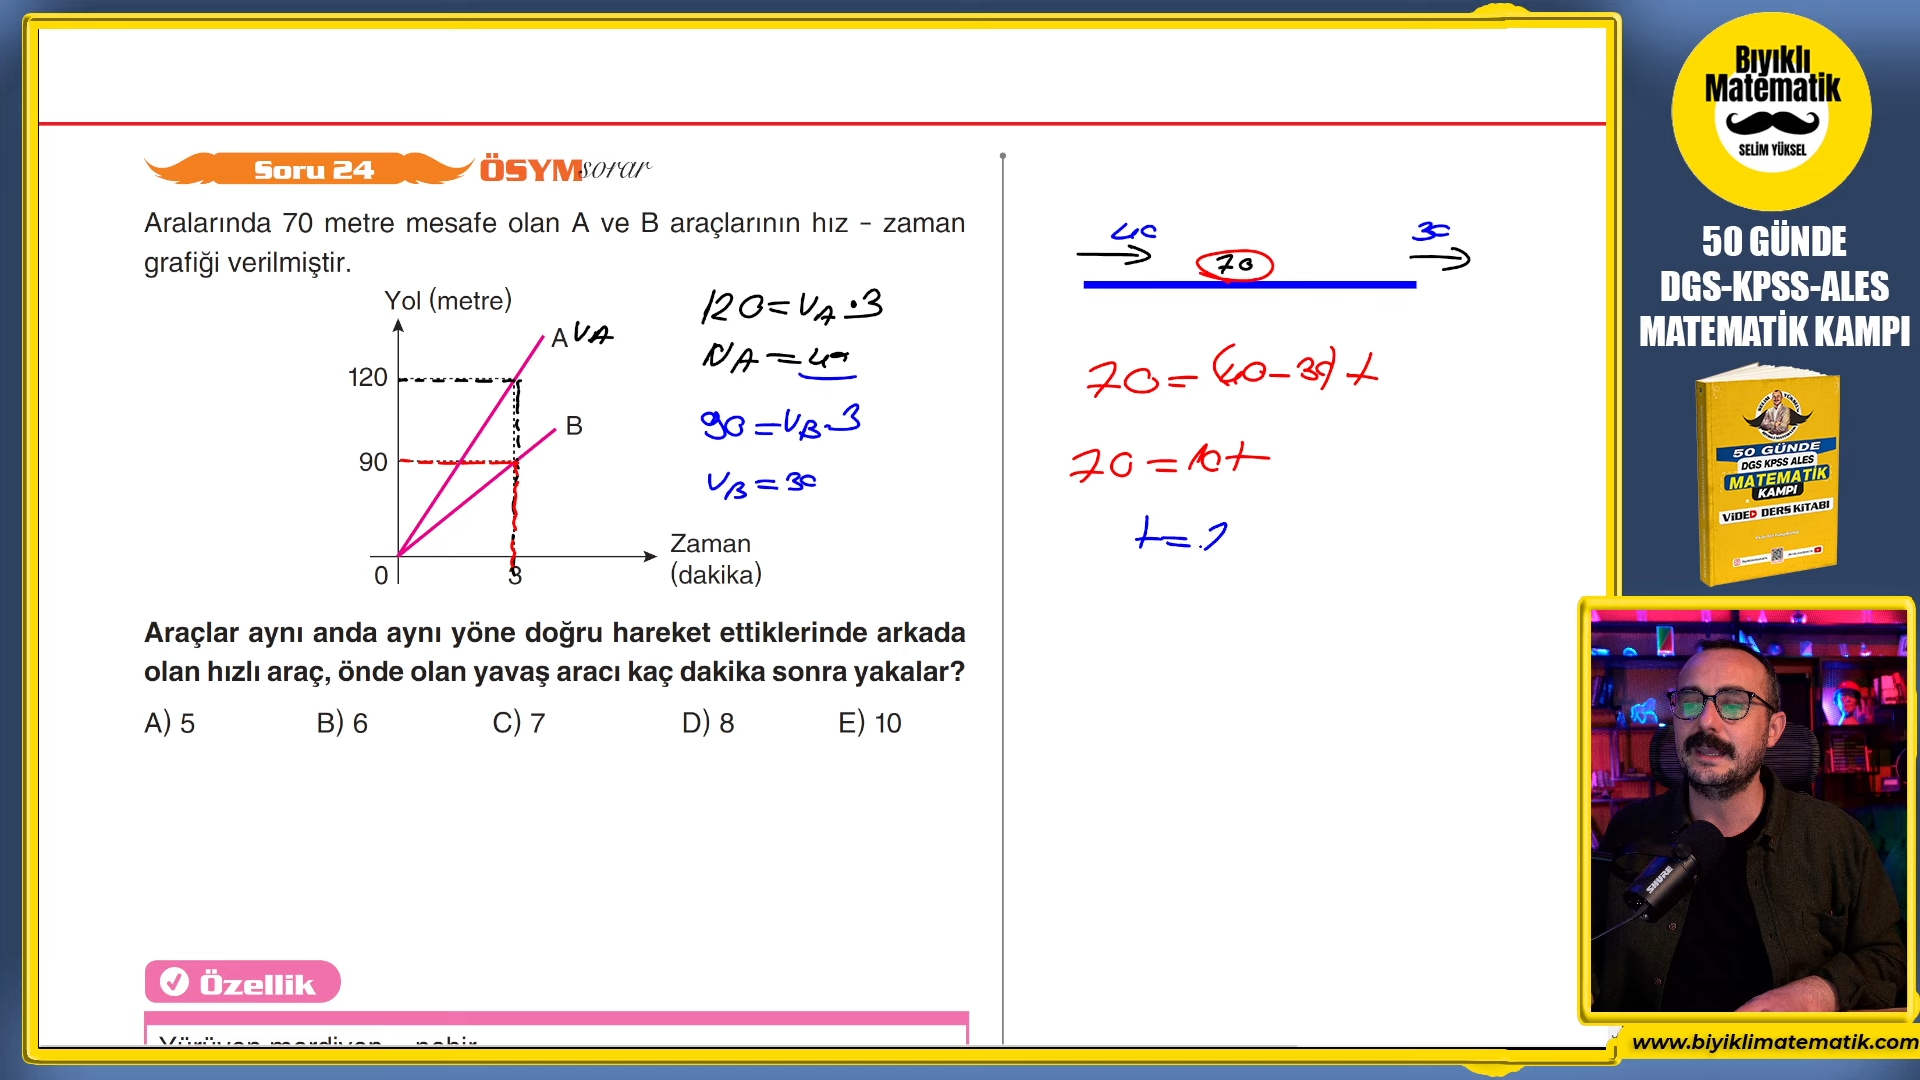 Bıyıklı
Matematik
SELİM YÜKSEL
50 GÜNDE
DGS-KPSS-ALES
MATEMATİK KAMPI
Soru 24 ÖSYM sorar
Aralarında 70 metre mesafe olan A ve B araçlarının hız - zaman
grafiği verilmiştir.
Yol (metre)
A VA
120
B
90
0
3
Zaman
(dakika)
120 = VA . 3
VA = 40
90 = VB . 3
VB = 30
Araçlar aynı anda aynı yöne doğru hareket ettiklerinde arkada
olan hızlı araç, önde olan yavaş aracı kaç dakika sonra yakalar?
A) 5 B) 6 C) 7 D) 8 E) 10
Özellik
40 30
70
70 = (40 - 30) t
70 = 10t
t =
50 GÜNDE
DGS KPSS ALES
MATEMATİK
KAMPI
VİDEO DERS KİTABI
SHURE
www.biyiklimatematik.com